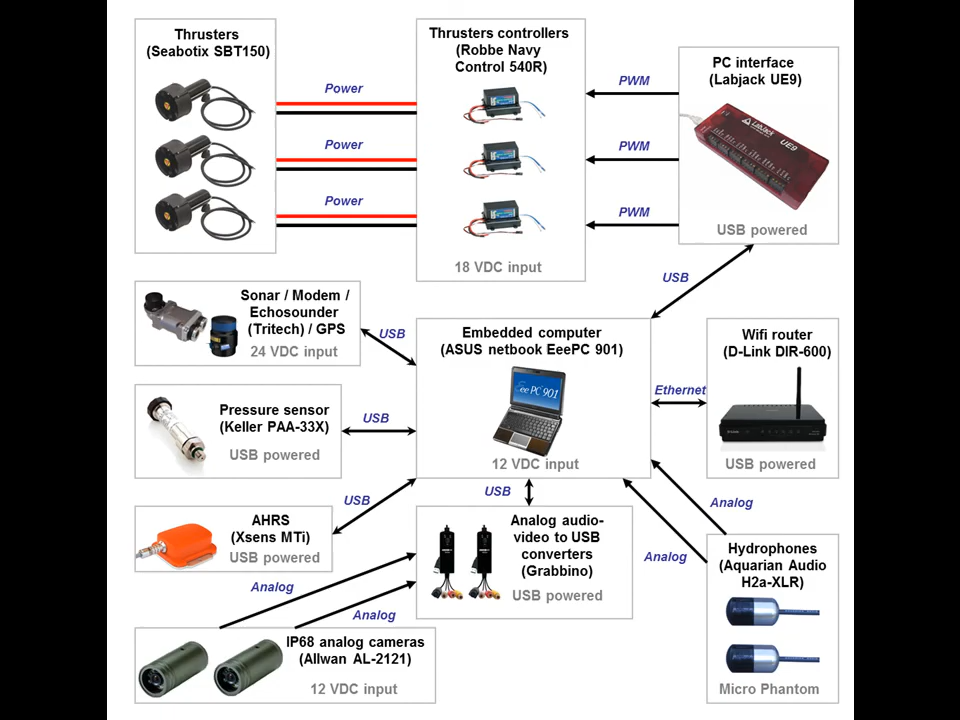 Thrusters
(Seabotix SBT150)
Power
Power
Power
Thrusters controllers
(Robbe Navy
Control 540R)
18 VDC input
PWM
PWM
PWM
PC interface
(Labjack UE9)
LabJack
UE9
USB powered
USB
Sonar / Modem /
Echosounder
(Tritech) / GPS
24 VDC input
USB
Embedded computer
(ASUS netbook EeePC 901)
Eee PC 901
12 VDC input
Ethernet
Wifi router
(D-Link DIR-600)
USB powered
Pressure sensor
(Keller PAA-33X)
USB powered
USB
USB
AHRS
(Xsens MTi)
USB powered
USB
Analog audio-
video to USB
converters
(Grabbino)
USB powered
Analog
Analog
Hydrophones
(Aquarian Audio
H2a-XLR)
Micro Phantom
Analog
Analog
IP68 analog cameras
(Allwan AL-2121)
12 VDC input